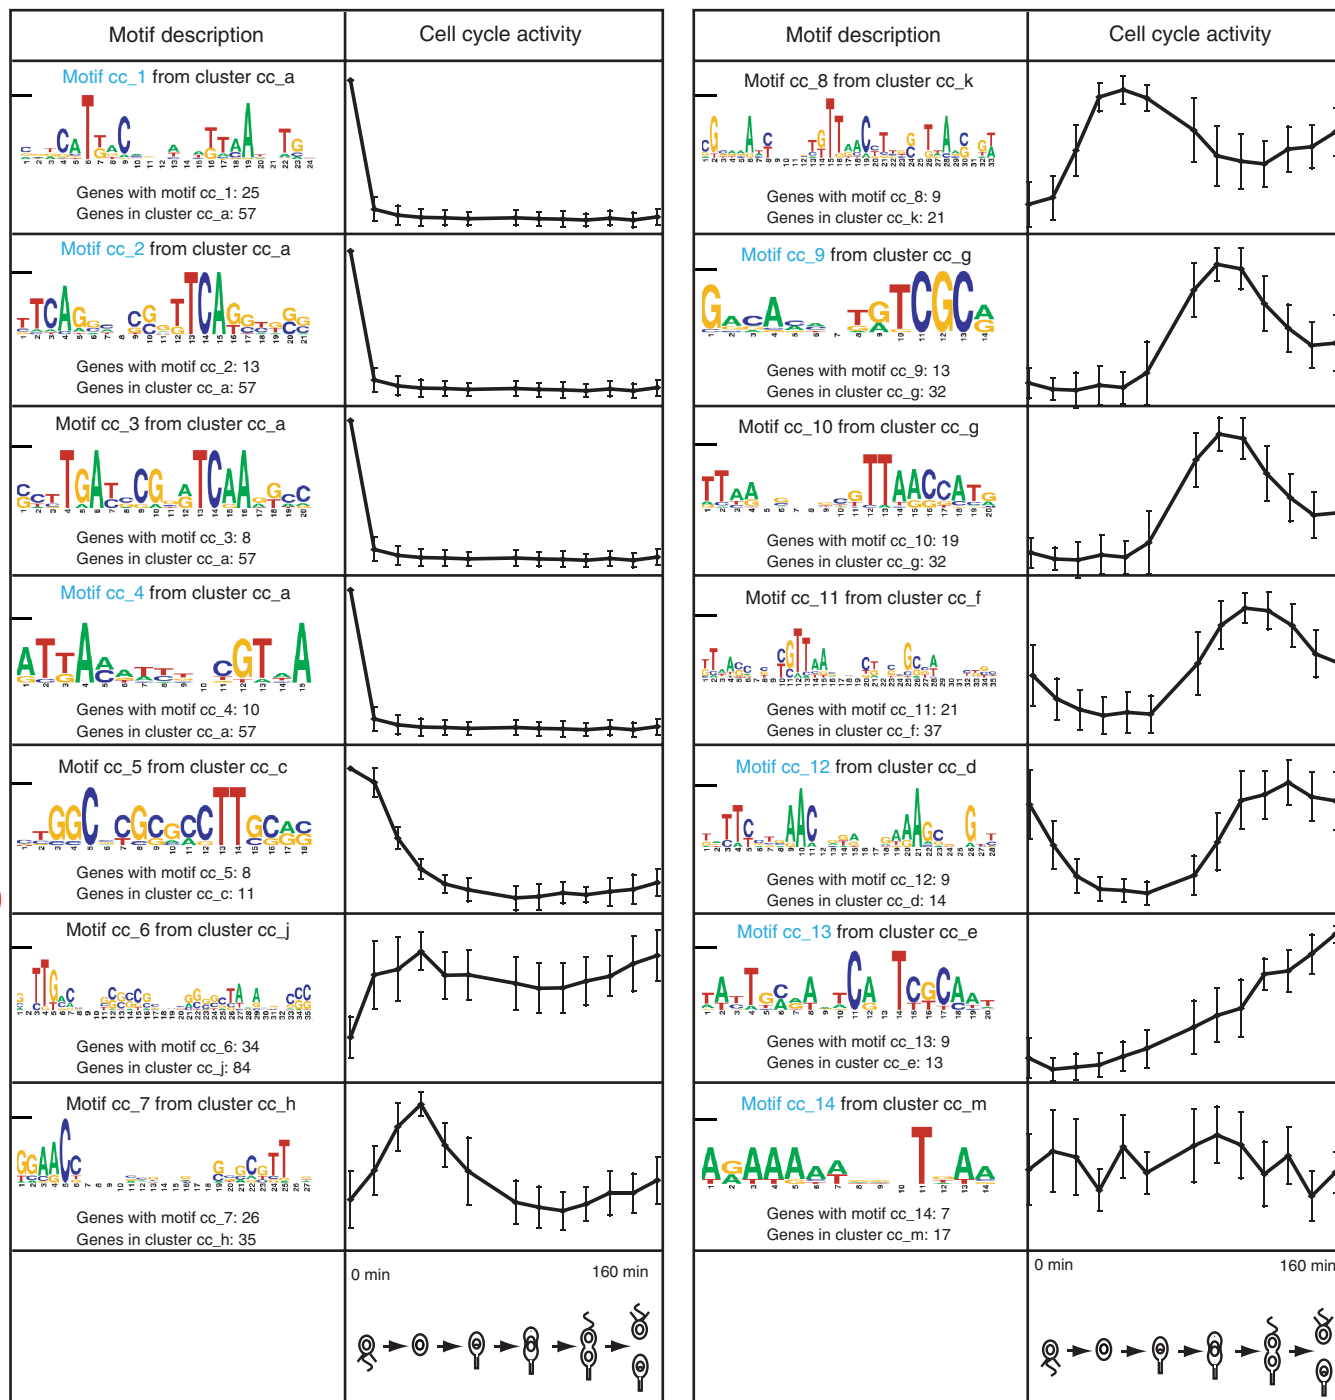 Motif description
Cell cycle activity
Motif cc_1 from cluster cc_a
Genes with motif cc_1: 25
Genes in cluster cc_a: 57
Motif cc_2 from cluster cc_a
Genes with motif cc_2: 13
Genes in cluster cc_a: 57
Motif cc_3 from cluster cc_a
Genes with motif cc_3: 8
Genes in cluster cc_a: 57
Motif cc_4 from cluster cc_a
Genes with motif cc_4: 10
Genes in cluster cc_a: 57
Motif cc_5 from cluster cc_c
Genes with motif cc_5: 8
Genes in cluster cc_c: 11
Motif cc_6 from cluster cc_j
Genes with motif cc_6: 34
Genes in cluster cc_j: 84
Motif cc_7 from cluster cc_h
Genes with motif cc_7: 26
Genes in cluster cc_h: 35
0 min
160 min
Motif description
Cell cycle activity
Motif cc_8 from cluster cc_k
Genes with motif cc_8: 9
Genes in cluster cc_k: 21
Motif cc_9 from cluster cc_g
Genes with motif cc_9: 13
Genes in cluster cc_g: 32
Motif cc_10 from cluster cc_g
Genes with motif cc_10: 19
Genes in cluster cc_g: 32
Motif cc_11 from cluster cc_f
Genes with motif cc_11: 21
Genes in cluster cc_f: 37
Motif cc_12 from cluster cc_d
Genes with motif cc_12: 9
Genes in cluster cc_d: 14
Motif cc_13 from cluster cc_e
Genes with motif cc_13: 9
Genes in custer cc_e: 13
Motif cc_14 from cluster cc_m
Genes with motif cc_14: 7
Genes in cluster cc_m: 17
0 min
160 min